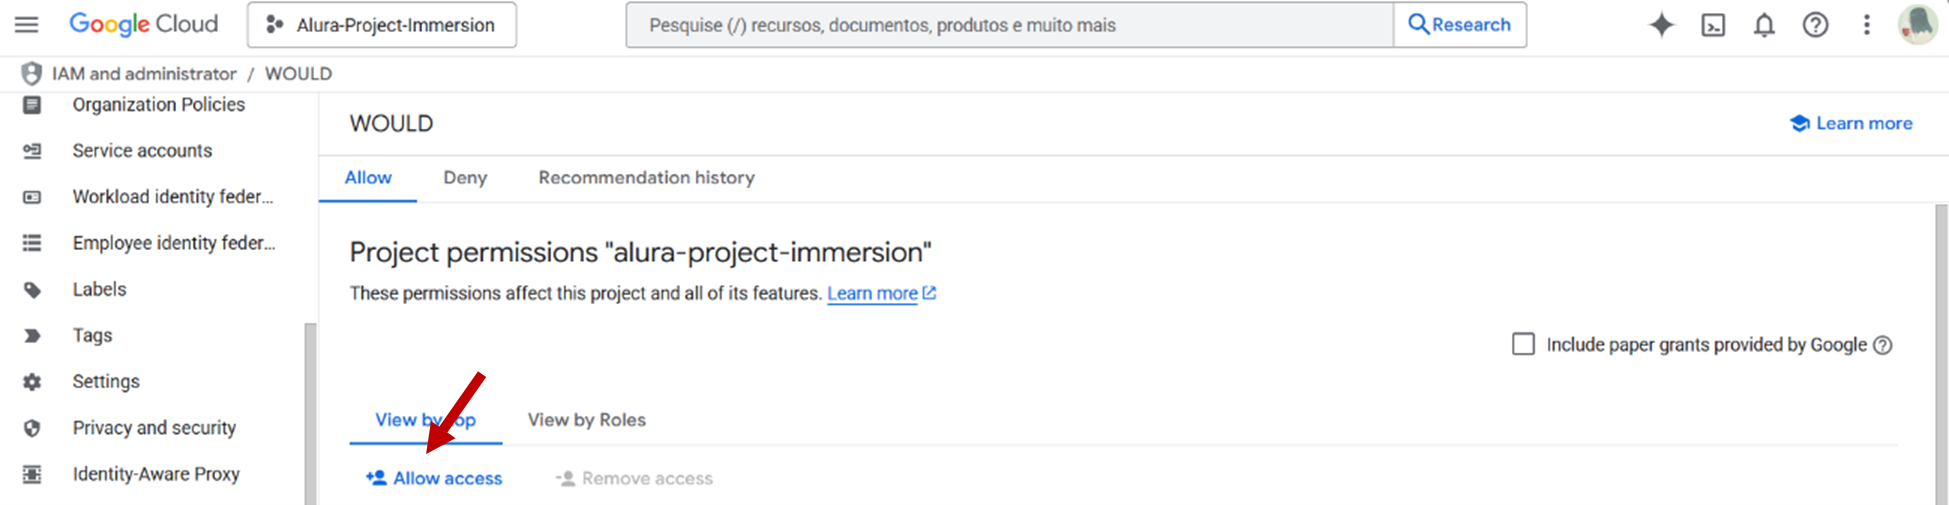 Google Cloud
Alura-Project-Immersion
Pesquise (/) recursos, documentos, produtos e muito mais
Research
IAM and administrator / WOULD
Organization Policies
Service accounts
Workload identity feder...
Employee identity feder...
Labels
Tags
Settings
Privacy and security
Identity-Aware Proxy
WOULD
Learn more
Allow Deny Recommendation history
Project permissions "alura-project-immersion"
These permissions affect this project and all of its features. Learn more
Include paper grants provided by Google
View by View by Roles
Allow access Remove access